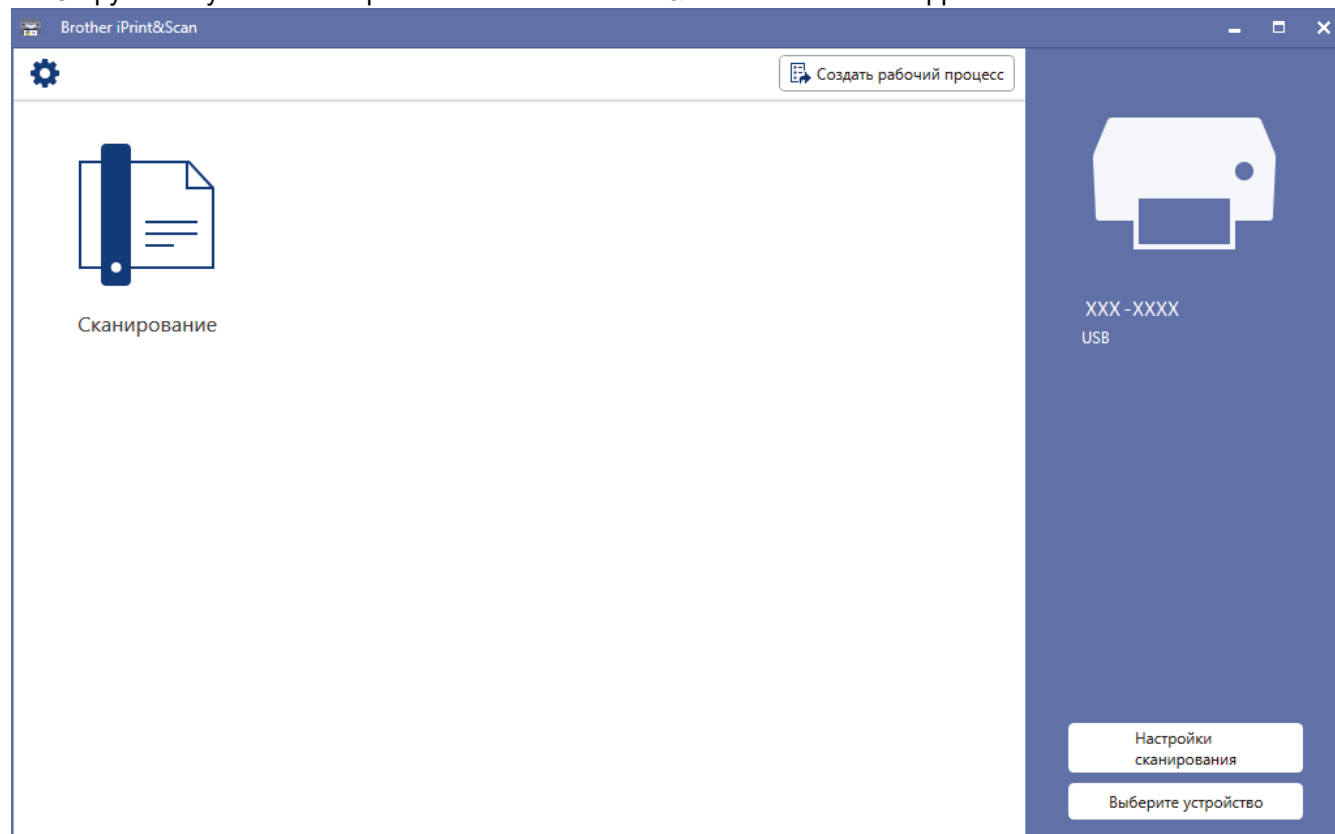 Brother iPrint&Scan
Создать рабочий процесс
Сканирование
XXX-XXXX
USB
Настройки
сканирования
Выберите устройство